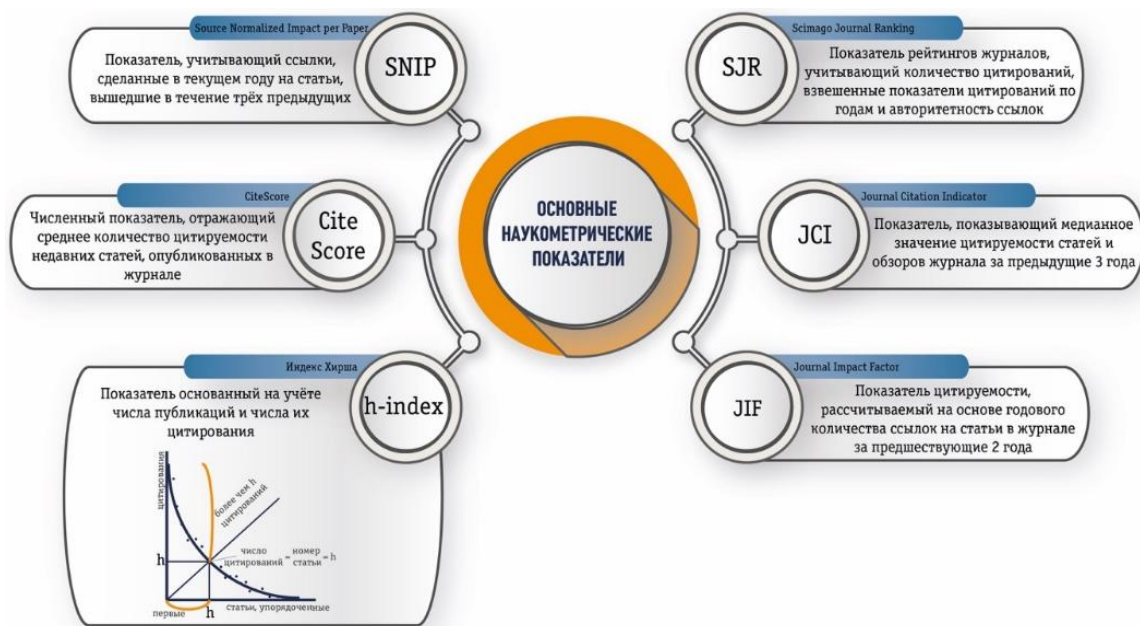 Source Normalized Impact per Paper
SNIP
Показатель, учитывающий ссылки,
сделанные в текущем году на статьи,
вышедшие в течение трёх предыдущих
CiteScore
Cite
Score
Численный показатель, отражающий
среднее количество цитируемости
недавних статей, опубликованных в
журнале
Индекс Хирша
h-index
Показатель основанный на учёте
числа публикаций и числа их
цитирования
цитирования
более чем h
цитирований
h
число
цитирований = номер
статьи = h
первые
h
статьи, упорядоченные
ОСНОВНЫЕ
НАУКОМЕТРИЧЕСКИЕ
ПОКАЗАТЕЛИ
Scimago Journal Ranking
SJR
Показатель рейтингов журналов,
учитывающий количество цитирований,
взвешенные показатели цитирований по
годам и авторитетность ссылок
Journal Citation Indicator
JCI
Показатель, показывающий медианное
значение цитируемости статей и
обзоров журнала за предыдущие 3 года
Journal Impact Factor
JIF
Показатель цитируемости,
рассчитываемый на основе годового
количества ссылок на статьи в журнале
за предшествующие 2 года